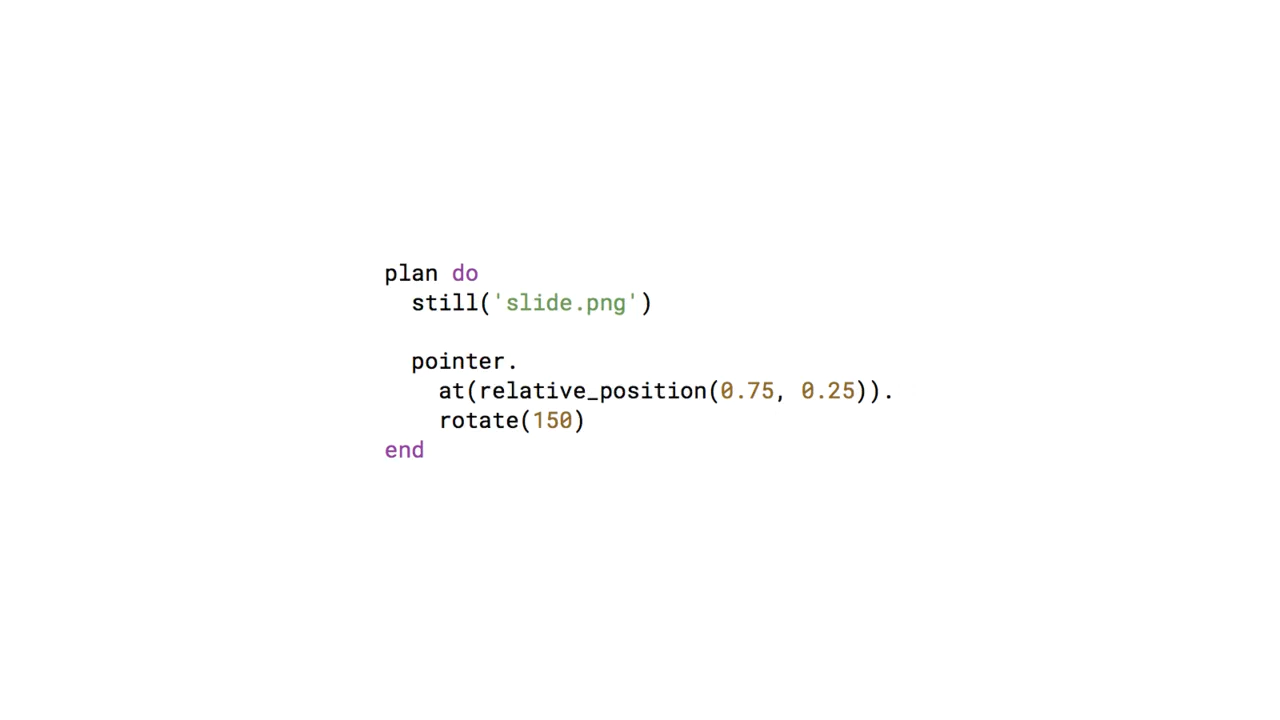 plan do
still('slide.png')
pointer.
at(relative_position(0.75, 0.25)).
rotate(150)
end